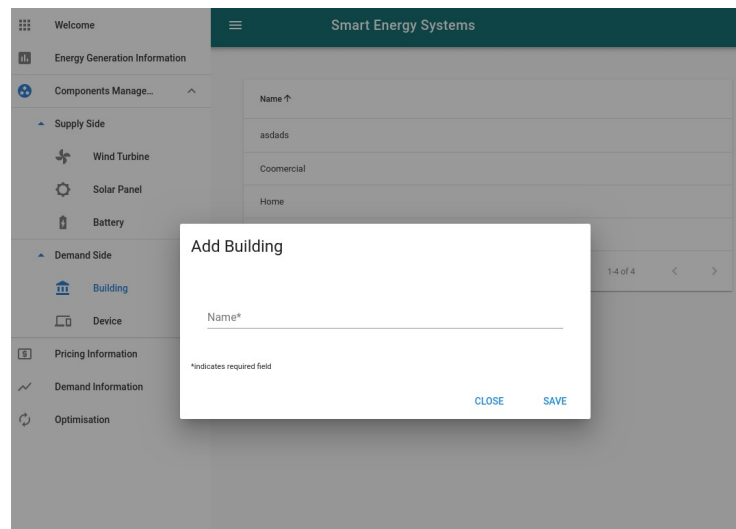 Welcome
Smart Energy Systems
Energy Generation Information
Components Manage...
Supply Side
Wind Turbine
Solar Panel
Battery
Demand Side
Building
Device
Pricing Information
Demand Information
Optimisation
Name
asdads
Coomercial
Home
1-4 of 4
Add Building
Name*
*indicates required field
CLOSE SAVE